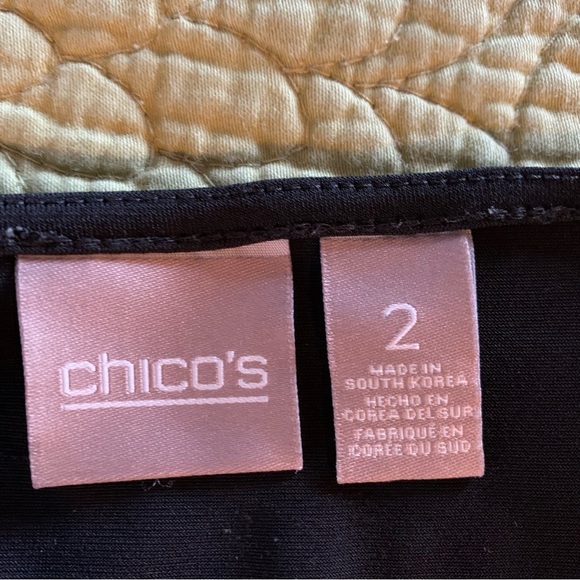 chico's
2
MADE IN
SOUTH KOREA
HECHO EN
COREA DEL SUR
FABRIQUÉ EN
CORÉE DU SUD